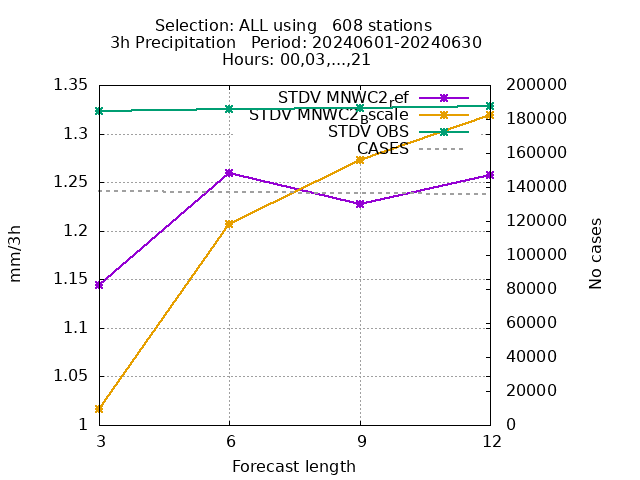 Selection: ALL using   608 stations
3h Precipitation   Period: 20240601-20240630
Hours: 00,03,...,21
STDV MNWC2ref
STDV MNWC2Bscale
STDV OBS
CASES
1.35
1.3
1.25
1.2
1.15
1.1
1.05
1
200000
180000
160000
140000
120000
100000
80000
60000
40000
20000
0
mm/3h
No cases
3 6 9 12
Forecast length